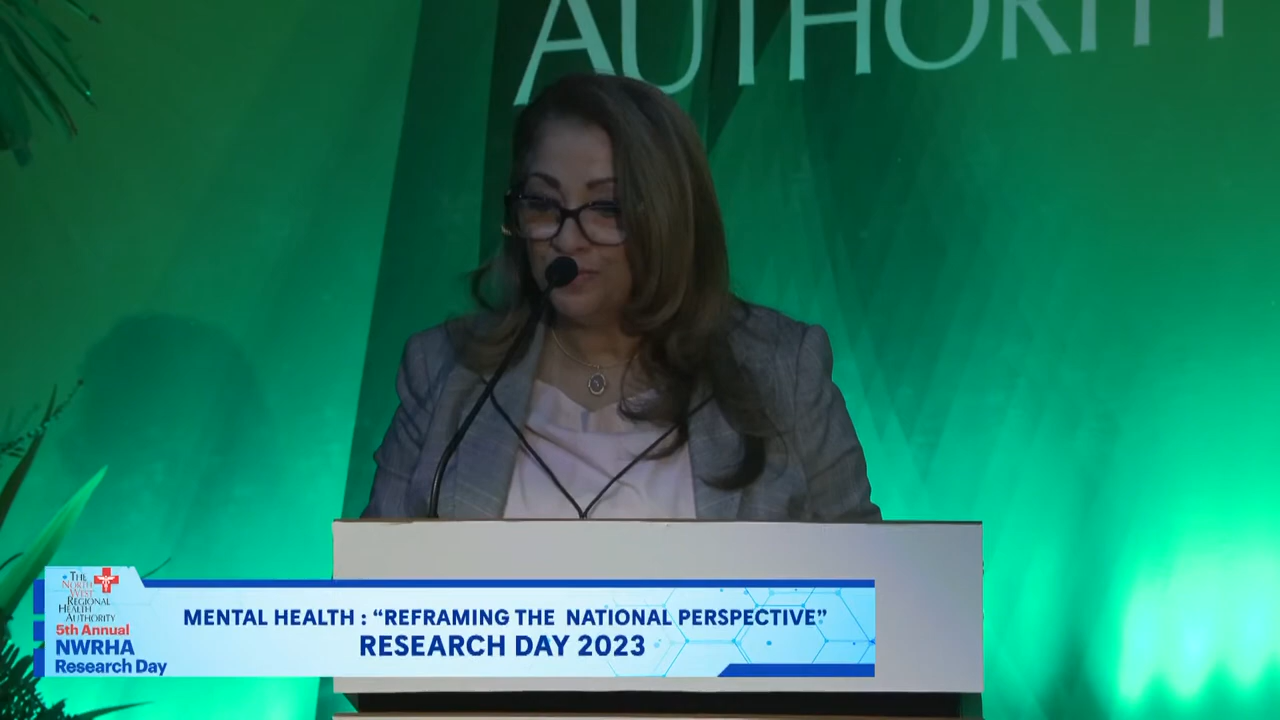 AUTHORITY
THE
NORTH
WEST
REGIONAL
HEALTH
AUTHORITY
5th Annual
NWRHA
Research Day
MENTAL HEALTH : “REFRAMING THE NATIONAL PERSPECTIVE”
RESEARCH DAY 2023